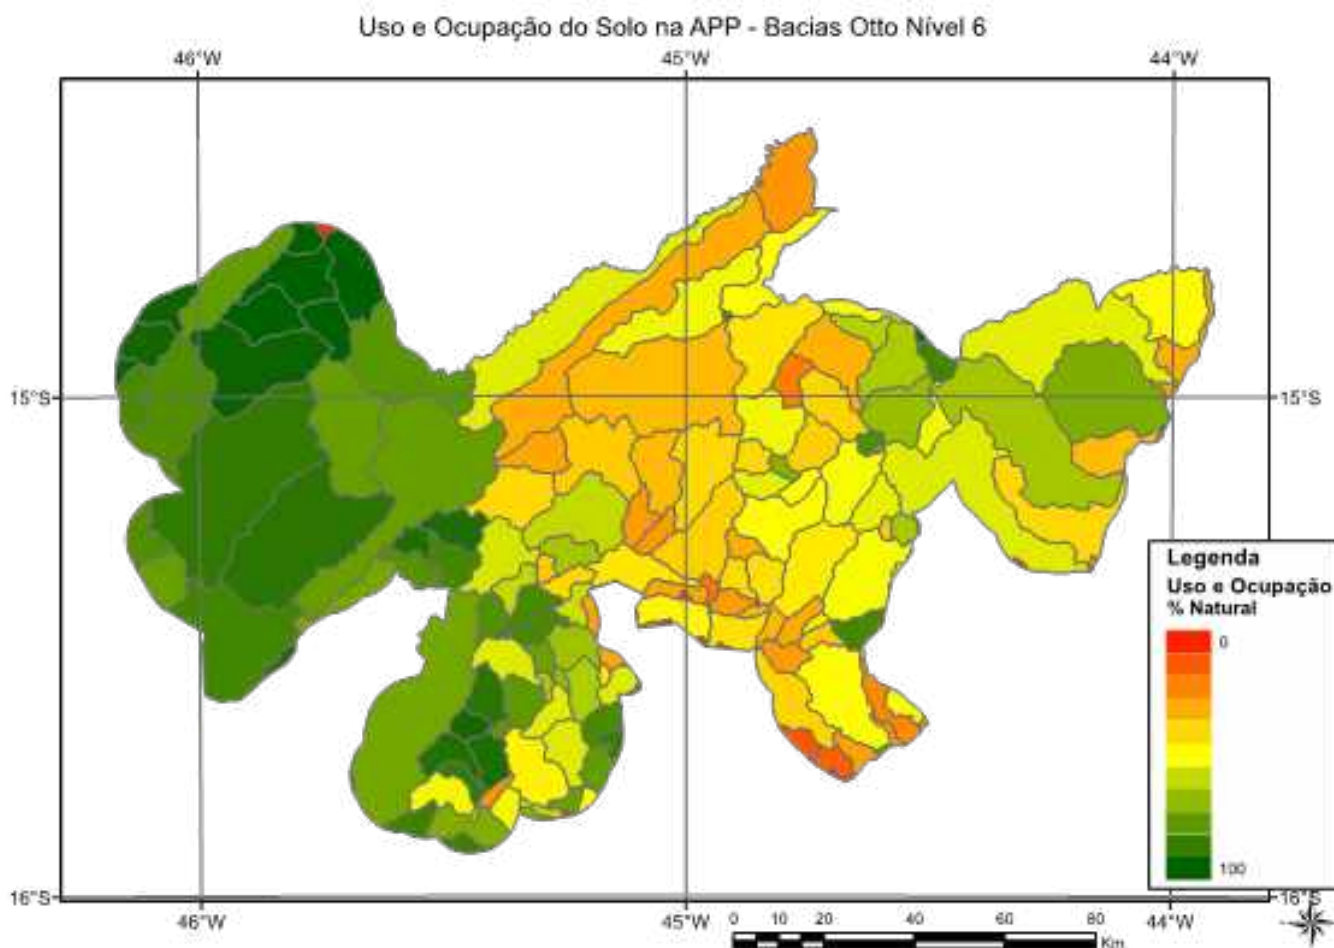 Uso e Ocupação do Solo na APP - Bacias Otto Nível 6
46°W 45°W 44°W
15°S 15°S
Legenda
Uso e Ocupação
% Natural
0
100
16°S 16°S
46°W 45°W 44°W
0 10 20 40 60 80
Km